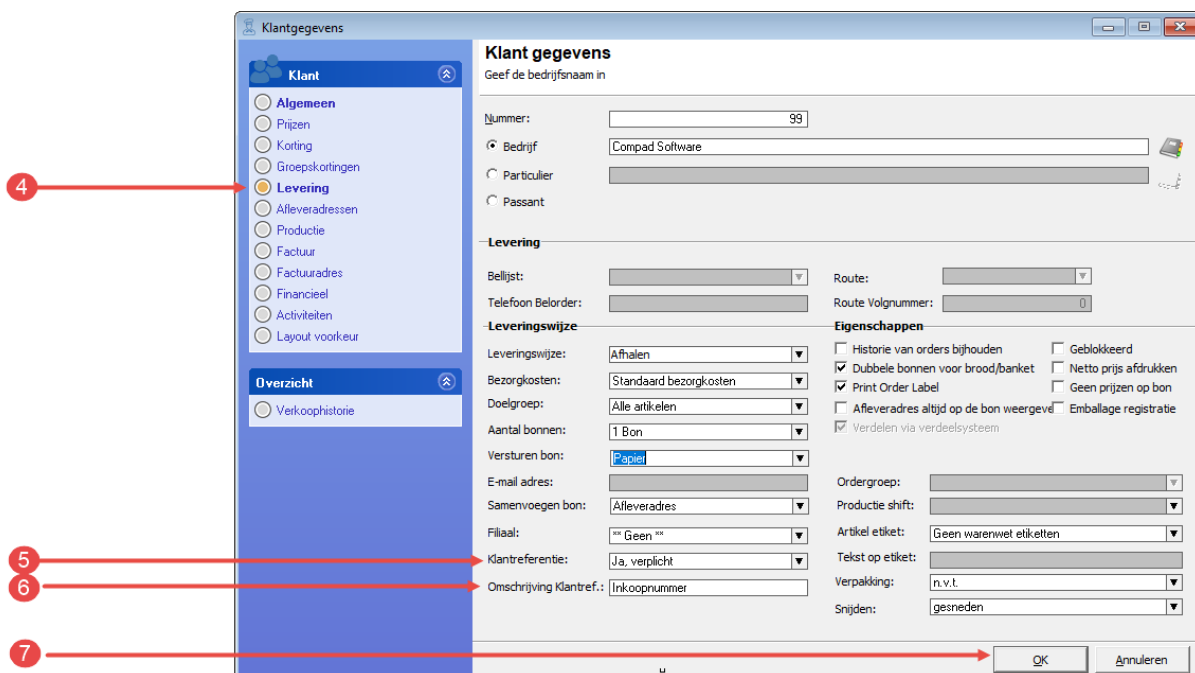 Klantgegevens
Klant
Algemeen
Prijzen
Korting
Groepskortingen
4
Levering
Afleveradressen
Productie
Factuur
Factuuradres
Financieel
Activiteiten
Layout voorkeur
Overzicht
Verkoophistorie
Klant gegevens
Geef de bedrijfsnaam in
Nummer: 99
Bedrijf Compad Software
Particulier
Passant
Levering
Bellijst: Route:
Telefoon Belorder: Route Volgnummer: 0
Leveringswijze
Leveringswijze: Afhalen
Bezorgkosten: Standaard bezorgkosten
Doelgroep: Alle artikelen
Aantal bonnen: 1 Bon
Versturen bon: Papier
E-mail adres:
Samenvoegen bon: Afleveradres
Filiaal: ** Geen **
5 Klantreferentie: Ja, verplicht
6 Omschrijving Klantref.: Inkoopnummer
Eigenschappen
Historie van orders bijhouden Geblokkeerd
Dubbele bonnen voor brood/banket Netto prijs afdrukken
Print Order Label Geen prijzen op bon
Afleveradres altijd op de bon weergeve Emballage registratie
Verdelen via verdeelsysteem
Ordergroep:
Productie shift:
Artikel etiket: Geen warenwet etiketten
Tekst op etiket:
Verpakking: n.v.t.
Snijden: gesneden
7 OK Annuleren